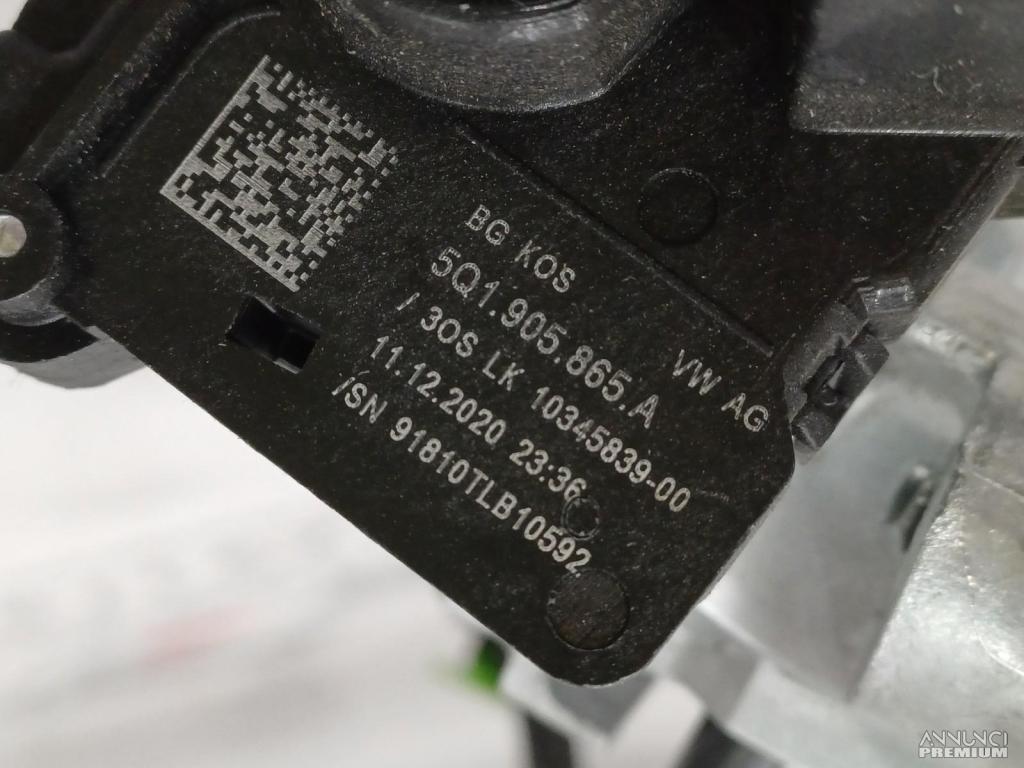 BG KOS VW AG
5Q1.905.865.A
/ 3OS LK 10345839-00
11.12.2020 23:36
/SN 91810TLB10592
ANNUNCI
PREMIUM